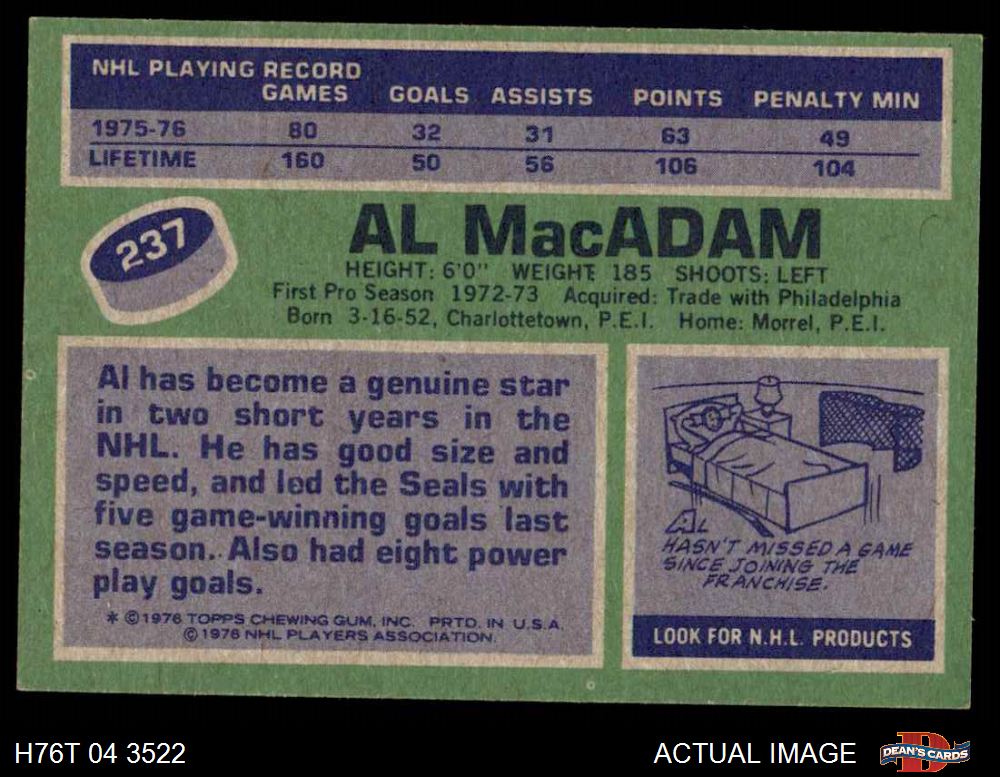 NHL PLAYING RECORD
GAMES GOALS ASSISTS POINTS PENALTY MIN
1975-76 80 32 31 63 49
LIFETIME 160 50 56 106 104
237
AL MacADAM
HEIGHT: 6'0" WEIGHT 185 SHOOTS: LEFT
First Pro Season 1972-73 Acquired: Trade with Philadelphia
Born 3-16-52, Charlottetown, P.E.I. Home: Morrel, P.E.I.
Al has become a genuine star
in two short years in the
NHL. He has good size and
speed, and led the Seals with
five game-winning goals last
season. Also had eight power
play goals.
* © 1976 TOPPS CHEWING GUM, INC. PRTD. IN U.S.A.
© 1976 NHL PLAYERS ASSOCIATION.
AL
HASN'T MISSED A GAME
SINCE JOINING THE
FRANCHISE.
LOOK FOR N.H.L. PRODUCTS
H76T 04 3522
ACTUAL IMAGE
D
DEAN'S CARDS